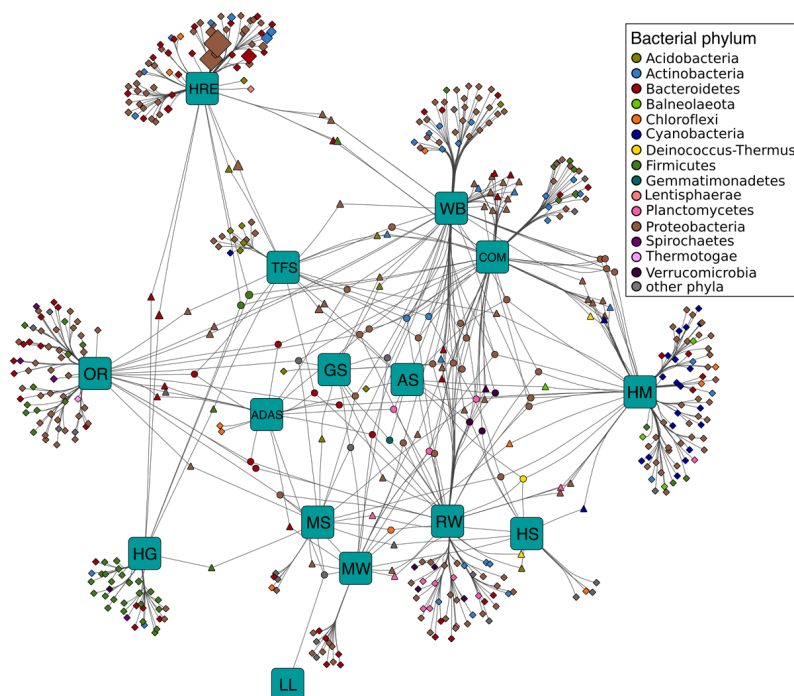 Bacterial phylum
Acidobacteria
Actinobacteria
Bacteroidetes
Balneolaeota
Chloroflexi
Cyanobacteria
Deinococcus-Thermus
Firmicutes
Gemmatimonadetes
Lentisphaerae
Planctomycetes
Proteobacteria
Spirochaetes
Thermotogae
Verrucomicrobia
other phyla
HRE
WB
COM
TFS
OR
GS
AS
HM
ADAS
MS
RW
HS
HG
MW
LL